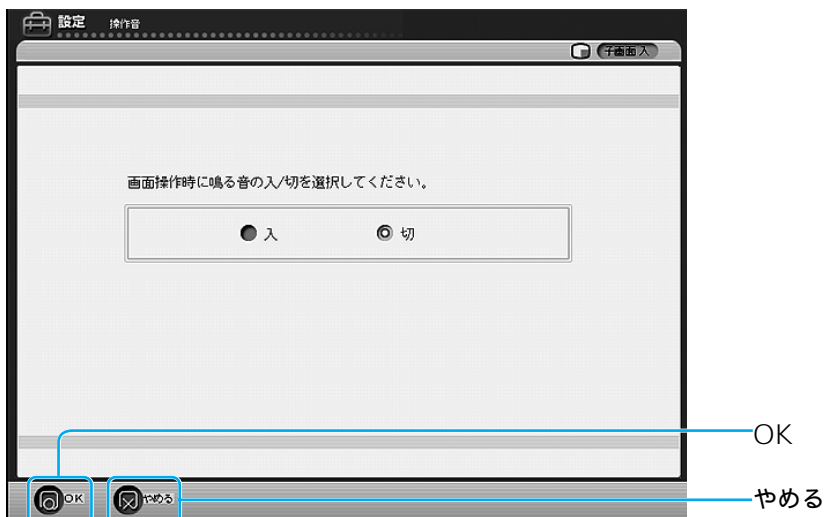 設定 操作音
子画面入
画面操作時に鳴る音の入/切を選択してください。
入 切
OK
OK やめる
やめる